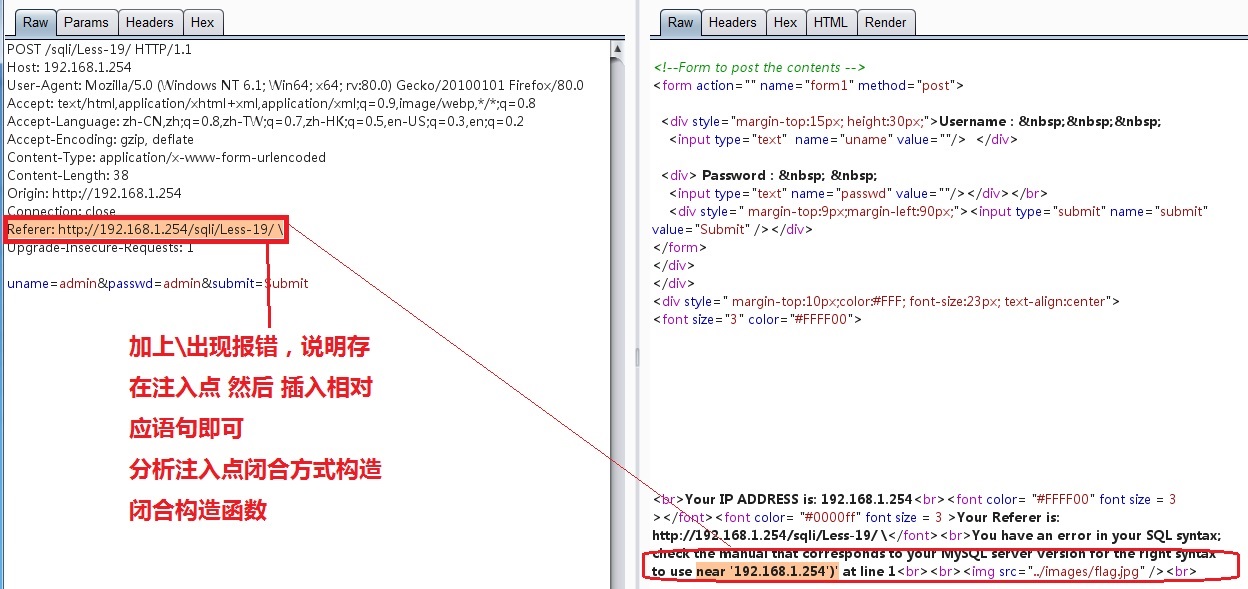 Raw Params Headers Hex
POST /sqli/Less-19/ HTTP/1.1
Host: 192.168.1.254
User-Agent: Mozilla/5.0 (Windows NT 6.1; Win64; x64; rv:80.0) Gecko/20100101 Firefox/80.0
Accept: text/html,application/xhtml+xml,application/xml;q=0.9,image/webp,*/*;q=0.8
Accept-Language: zh-CN,zh;q=0.8,zh-TW;q=0.7,zh-HK;q=0.5,en-US;q=0.3,en;q=0.2
Accept-Encoding: gzip, deflate
Content-Type: application/x-www-form-urlencoded
Content-Length: 38
Origin: http://192.168.1.254
Connection: close
Referer: http://192.168.1.254/sqli/Less-19/ \
Upgrade-Insecure-Requests: 1
uname=admin&passwd=admin&submit=Submit
加上\出现报错，说明存
在注入点 然后 插入相对
应语句即可
分析注入点闭合方式构造
闭合构造函数
Raw Headers Hex HTML Render
<!--Form to post the contents -->
<form action="" name="form1" method="post">
<div style="margin-top:15px; height:30px;">Username : &nbsp;&nbsp;&nbsp;
<input type="text" name="uname" value=""/> </div>
<div> Password : &nbsp; &nbsp;
<input type="text" name="passwd" value=""/></div></br>
<div style=" margin-top:9px;margin-left:90px;"><input type="submit" name="submit"
value="Submit" /></div>
</form>
</div>
</div>
<div style=" margin-top:10px;color:#FFF; font-size:23px; text-align:center">
<font size="3" color="#FFFF00">
<br>Your IP ADDRESS is: 192.168.1.254<br><font color= "#FFFF00" font size = 3
></font><font color= "#0000ff" font size = 3 >Your Referer is:
http://192.168.1.254/sqli/Less-19/ \</font><br>You have an error in your SQL syntax;
check the manual that corresponds to your MySQL server version for the right syntax
to use near '192.168.1.254')' at line 1<br><br><img src="../images/flag.jpg" /><br>